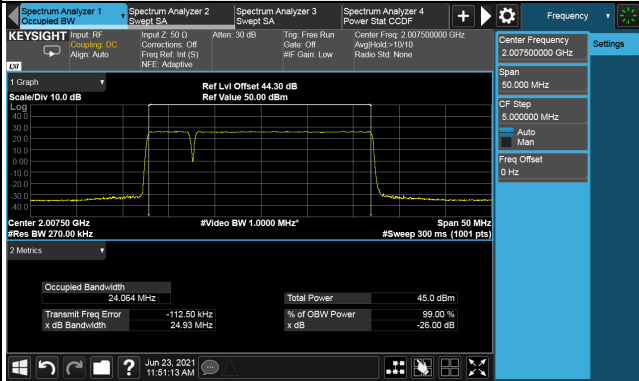 Spectrum Analyzer 1
Occupied BW
Spectrum Analyzer 2
Swept SA
Spectrum Analyzer 3
Swept SA
Spectrum Analyzer 4
Power Stat CCDF
Frequency
KEYSIGHT
Input: RF
Coupling: DC
Align: Auto
Input Z: 50 Ω
Corrections: Off
Freq Ref: Int (S)
NFE: Adaptive
Atten: 30 dB
Trig: Free Run
Gate: Off
#IF Gain: Low
Center Freq: 2.007500000 GHz
Avg|Hold:>10/10
Radio Std: None
LXI
Center Frequency
2.007500000 GHz
Settings
Span
50.000 MHz
CF Step
5.000000 MHz
Auto
Man
Freq Offset
0 Hz
1 Graph
Scale/Div 10.0 dB
Ref Lvl Offset 44.30 dB
Ref Value 50.00 dBm
Log
40.0
30.0
20.0
10.0
0.00
-10.0
-20.0
-30.0
-40.0
Center 2.00750 GHz
#Video BW 1.0000 MHz*
Span 50 MHz
#Res BW 270.00 kHz
#Sweep 300 ms (1001 pts)
2 Metrics
Occupied Bandwidth
24.064 MHz
Total Power 45.0 dBm
Transmit Freq Error -112.50 kHz
% of OBW Power 99.00 %
x dB Bandwidth 24.93 MHz
x dB -26.00 dB
?
Jun 23, 2021
11:51:13 AM